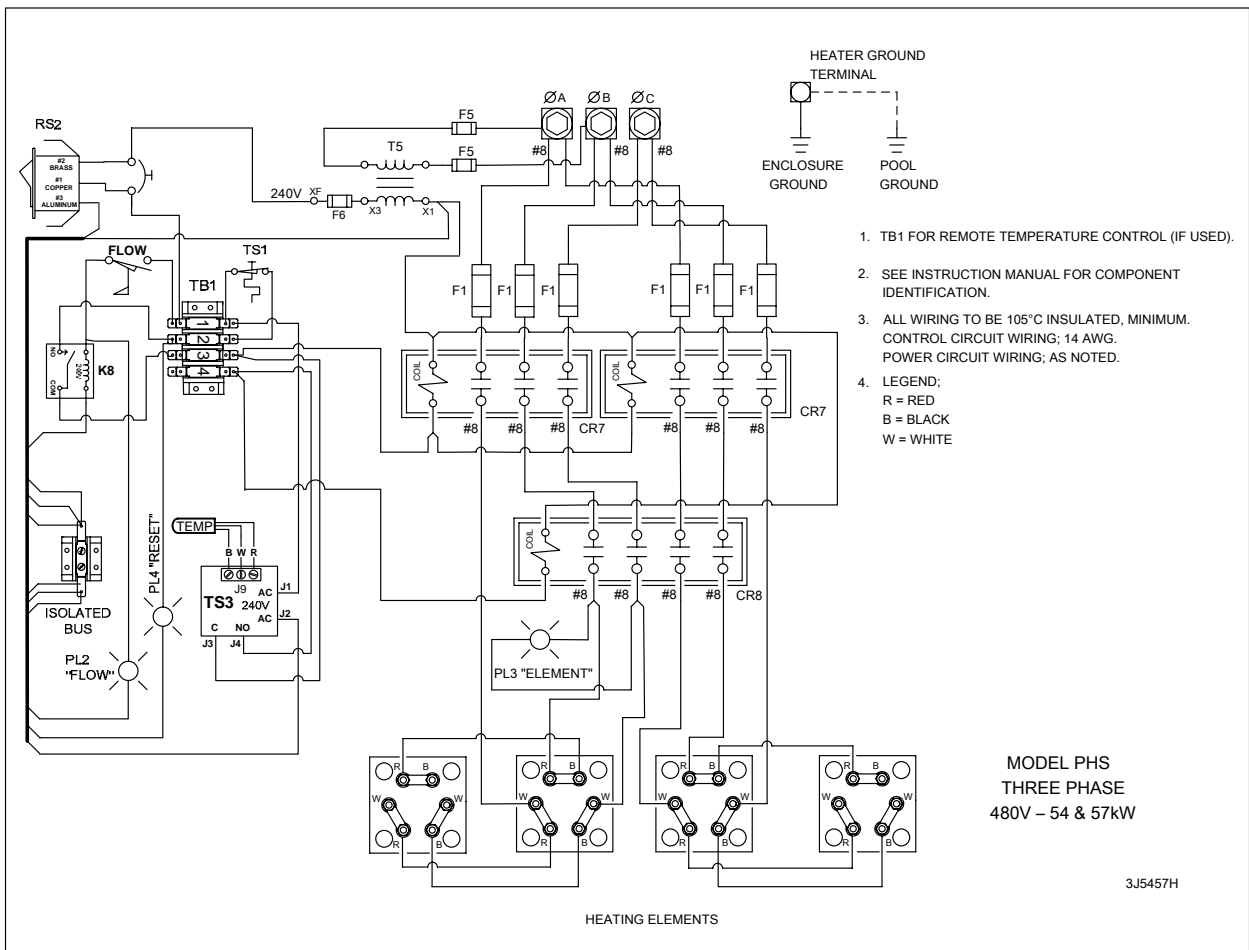 HEATER GROUND
TERMINAL
ØA
ØB
ØC
F5
RS2
T5
F5
#8
#8
#8
#2
BRASS
#1
COPPER
#3
ALUMINUM
ENCLOSURE
GROUND
POOL
GROUND
240V
XF
F6
X3
X1
1. TB1 FOR REMOTE TEMPERATURE CONTROL (IF USED).
2. SEE INSTRUCTION MANUAL FOR COMPONENT
IDENTIFICATION.
3. ALL WIRING TO BE 105°C INSULATED, MINIMUM.
CONTROL CIRCUIT WIRING; 14 AWG.
POWER CIRCUIT WIRING; AS NOTED.
4. LEGEND;
R = RED
B = BLACK
W = WHITE
FLOW
TS1
TB1
F1
F1
F1
F1
F1
F1
1
2
3
4
NO
COM
240V
K8
COIL
COIL
#8
#8
#8
CR7
#8
#8
#8
CR7
TEMP
B W R
J9
TS3
240V
AC
J1
AC
J2
C
NO
J3
J4
COIL
#8
#8
#8
#8
CR8
ISOLATED
BUS
PL4 "RESET"
PL2
"FLOW"
PL3 "ELEMENT"
R B
W W
R B
R B
W W
R B
R B
W W
R B
R B
W W
R B
MODEL PHS
THREE PHASE
480V – 54 & 57kW
3J5457H
HEATING ELEMENTS